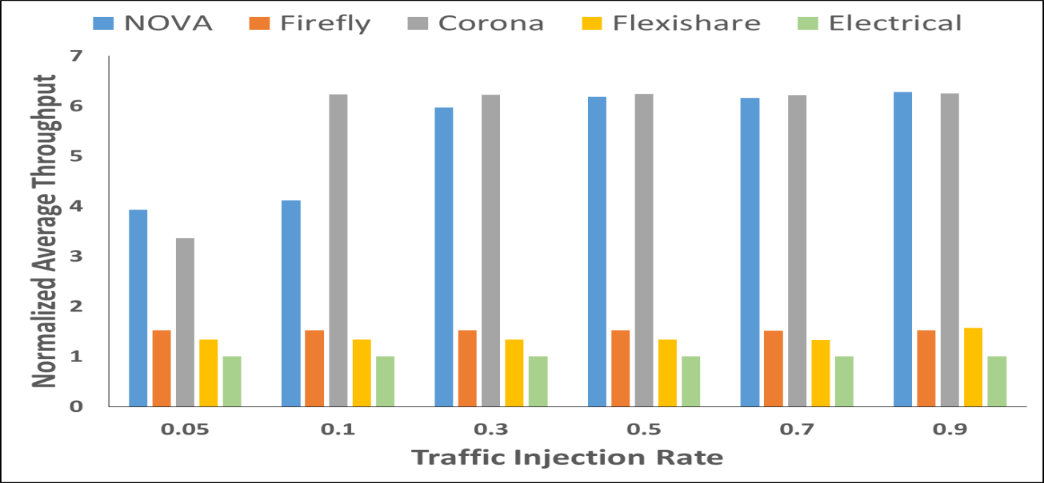 NOVA Firefly Corona Flexishare Electrical
7
6
5
4
3
2
1
0
Normalized Average Throughput
0.05 0.1 0.3 0.5 0.7 0.9
Traffic Injection Rate